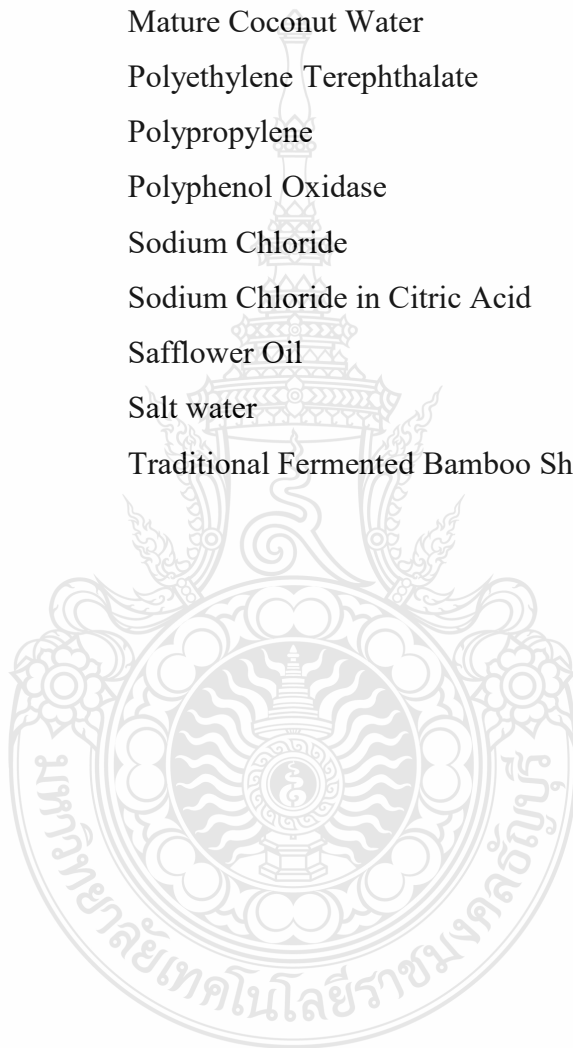 Mature Coconut Water
Polyethylene Terephthalate
Polypropylene
Polyphenol Oxidase
Sodium Chloride
Sodium Chloride in Citric Acid
Safflower Oil
Salt water
Traditional Fermented Bamboo Sh
มหาวิทยาลัยเทคโนโลยีราชมงคลธัญบุรี